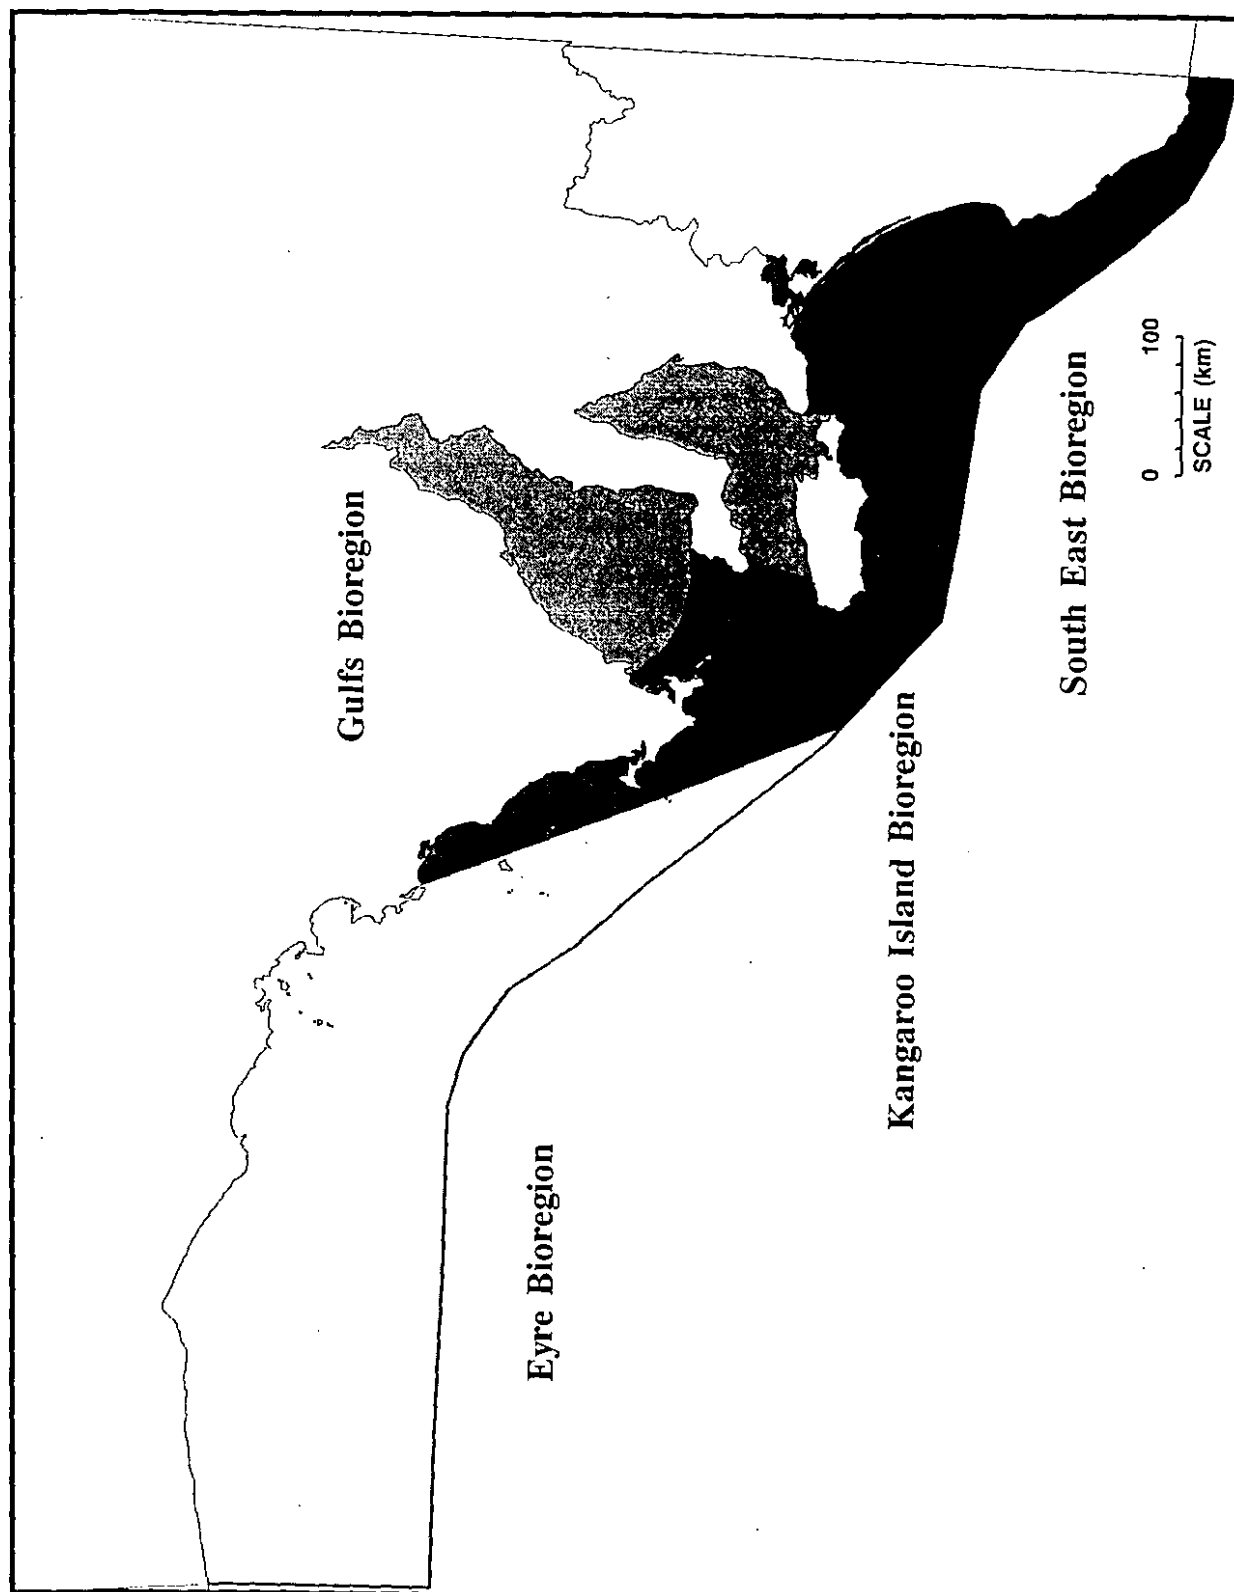 Gulfs Bioregion
Eyre Bioregion
Kangaroo Island Bioregion
South East Bioregion
0 100
SCALE (km)